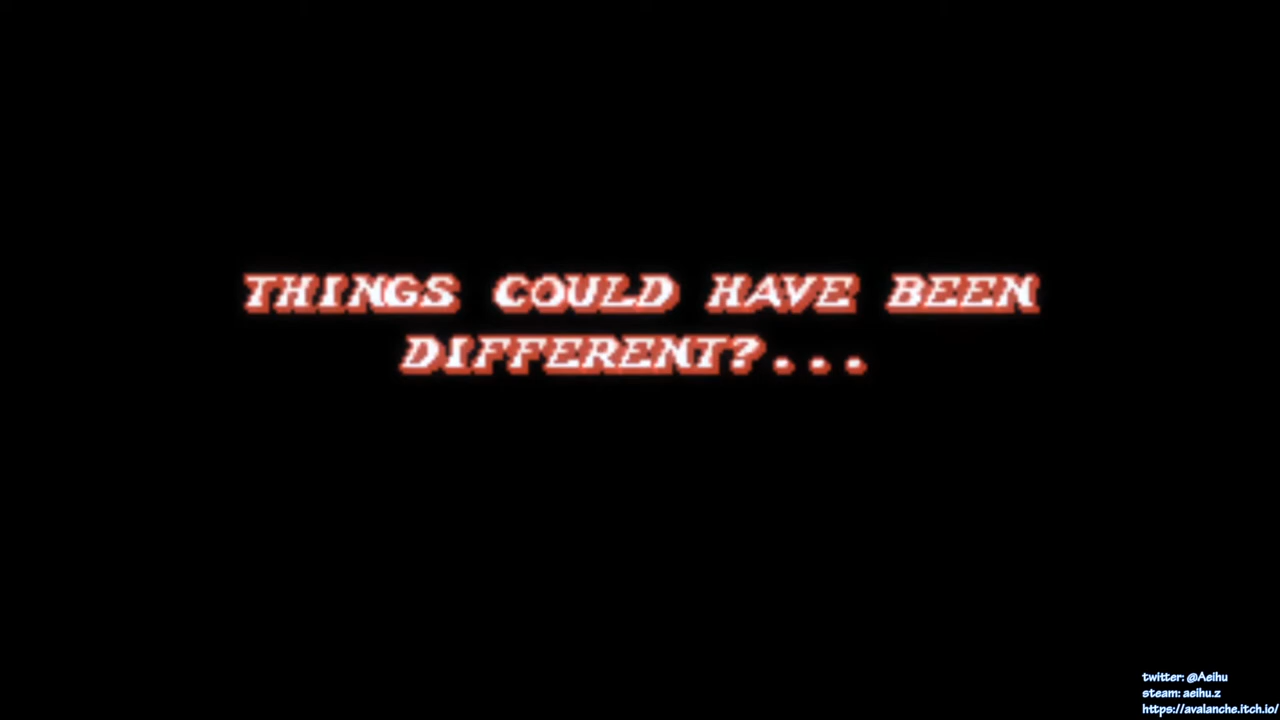 THINGS COULD HAVE BEEN
DIFFERENT?...
twitter: @Aeihu
steam: aeihu.z
https://avalanche.itch.io/